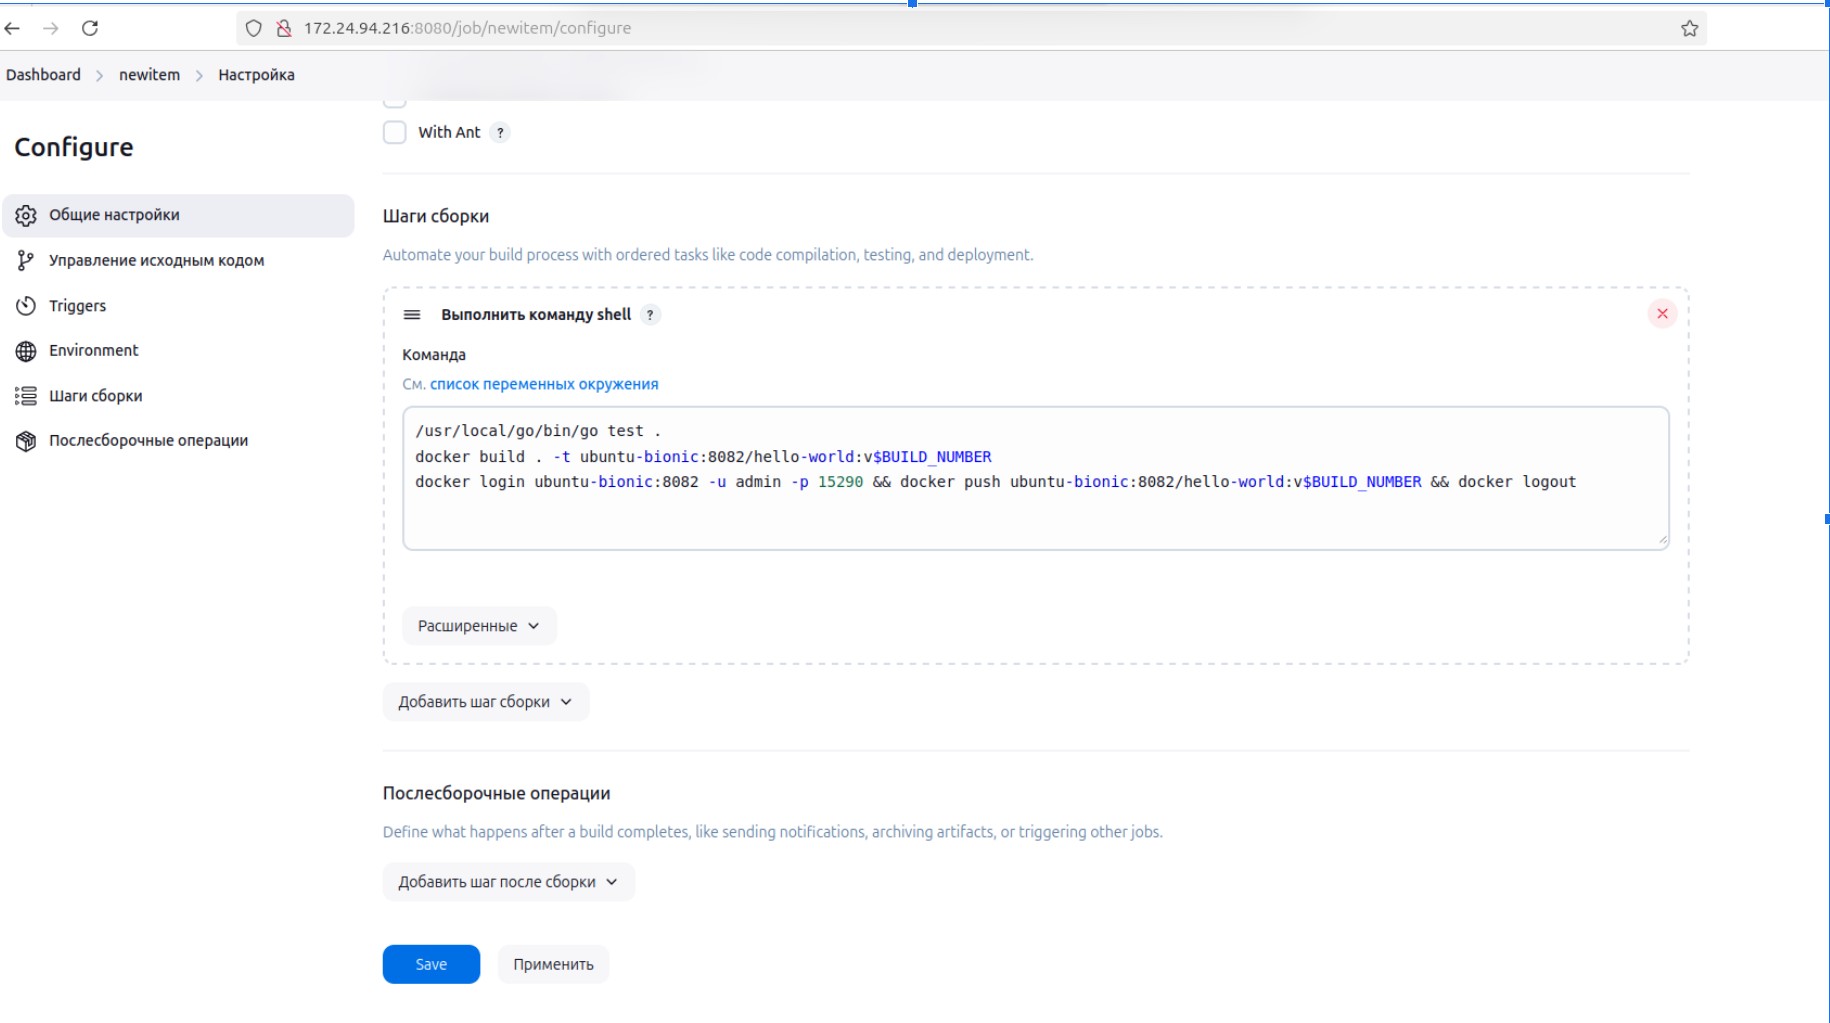 172.24.94.216:8080/job/newitem/configure
Dashboard > newitem > Настройка
Configure
Общие настройки
Управление исходным кодом
Triggers
Environment
Шаги сборки
Послесборочные операции
With Ant ?
Шаги сборки
Automate your build process with ordered tasks like code compilation, testing, and deployment.
Выполнить команду shell ?
Команда
См. список переменных окружения
/usr/local/go/bin/go test .
docker build . -t ubuntu-bionic:8082/hello-world:v$BUILD_NUMBER
docker login ubuntu-bionic:8082 -u admin -p 15290 && docker push ubuntu-bionic:8082/hello-world:v$BUILD_NUMBER && docker logout
Расширенные
Добавить шаг сборки
Послесборочные операции
Define what happens after a build completes, like sending notifications, archiving artifacts, or triggering other jobs.
Добавить шаг после сборки
Save
Применить